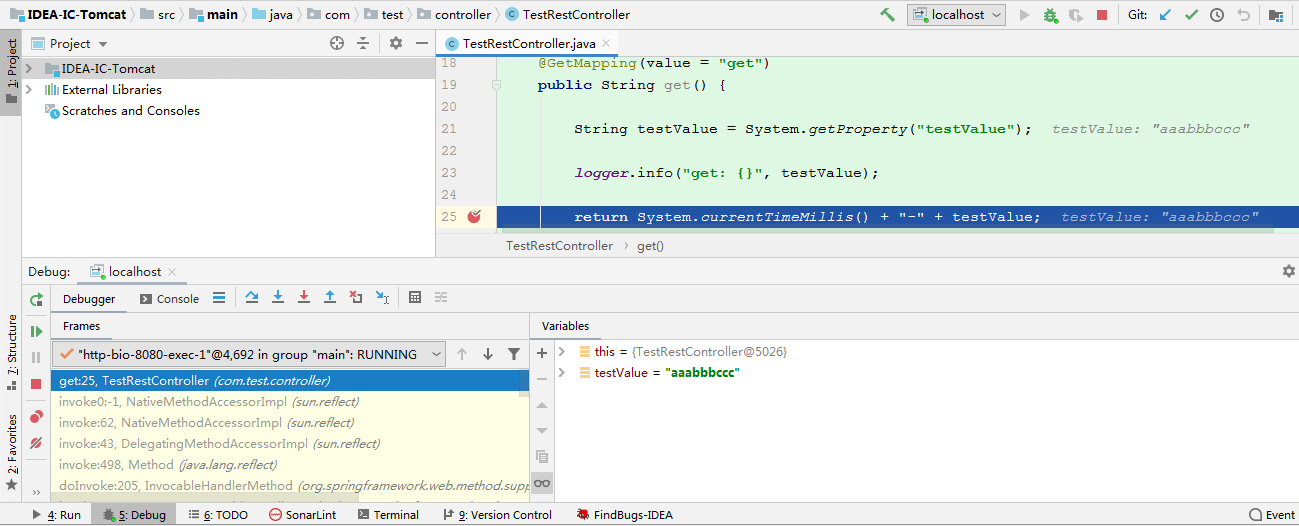 IDEA-IC-Tomcat src main java com test controller TestRestController localhost Git:
Project TestRestController.java
1: Project
IDEA-IC-Tomcat
External Libraries
Scratches and Consoles
18 @GetMapping(value = "get")
19 public String get() {
20
21 String testValue = System.getProperty("testValue"); testValue: "aaabbbccc"
22
23 logger.info("get: {}", testValue);
24
25 return System.currentTimeMillis() + "-" + testValue; testValue: "aaabbbccc"
TestRestController get()
Debug: localhost
Debugger Console
Frames Variables
7: Structure
2: Favorites
"http-bio-8080-exec-1"@4,692 in group "main": RUNNING
get:25, TestRestController (com.test.controller)
invoke0:-1, NativeMethodAccessorImpl (sun.reflect)
invoke:62, NativeMethodAccessorImpl (sun.reflect)
invoke:43, DelegatingMethodAccessorImpl (sun.reflect)
invoke:498, Method (java.lang.reflect)
doInvoke:205, InvocableHandlerMethod (org.springframework.web.method.supp
this = {TestRestController@5026}
testValue = "aaabbbccc"
4: Run 5: Debug 6: TODO SonarLint Terminal 9: Version Control FindBugs-IDEA Event